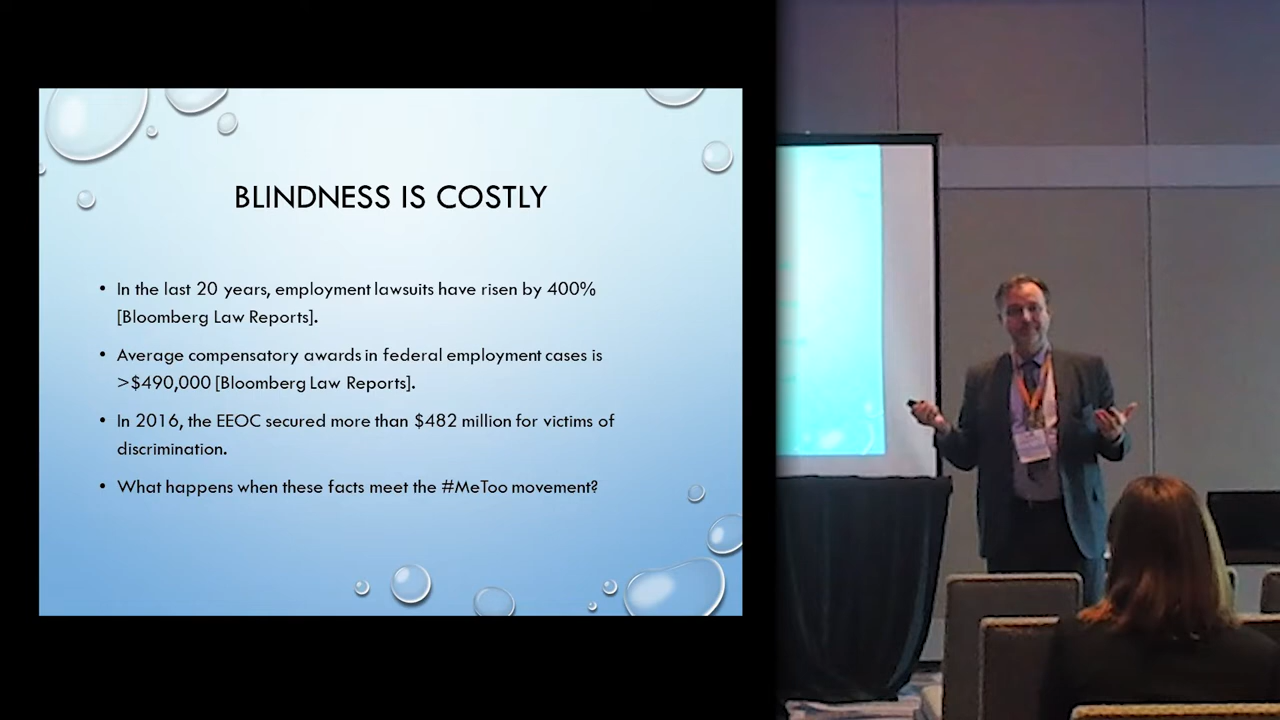 BLINDNESS IS COSTLY
• In the last 20 years, employment lawsuits have risen by 400%
[Bloomberg Law Reports].
• Average compensatory awards in federal employment cases is
>$490,000 [Bloomberg Law Reports].
• In 2016, the EEOC secured more than $482 million for victims of
discrimination.
• What happens when these facts meet the #MeToo movement?